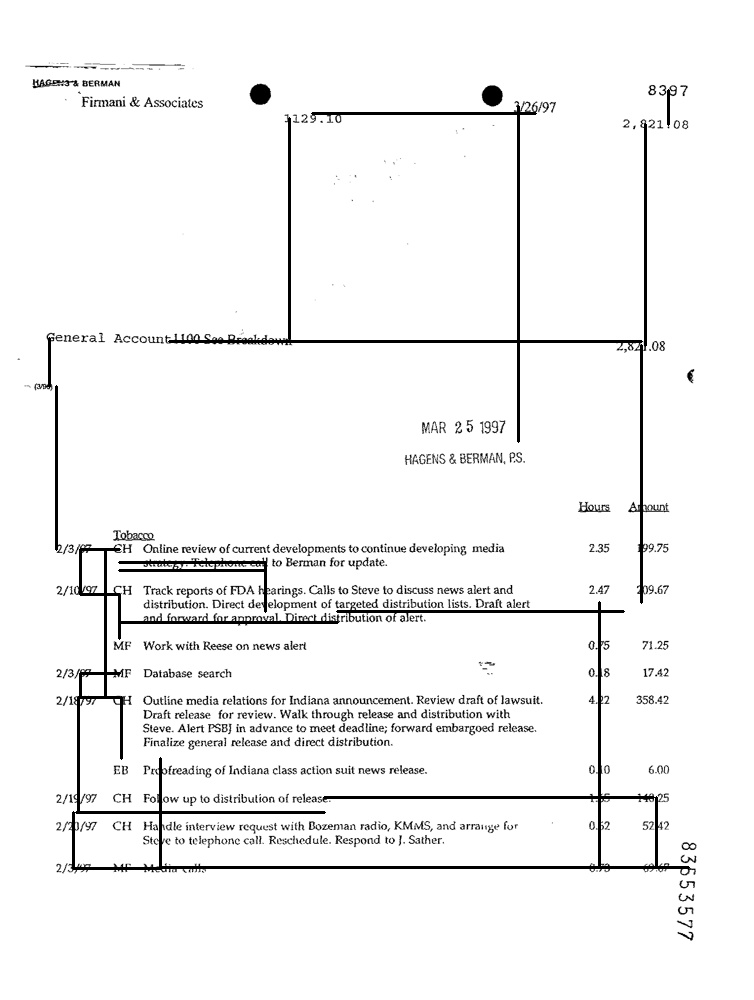 HAGENS & BERMAN
Firmani & Associates
3/26/97
8397
1129.10
2,821.08
General Account 1100 See Breakdown
2,821.08
(3/96)
MAR 25 1997
HAGENS & BERMAN, P.S.
Hours Amount
Tobacco
2/3/97 CH Online review of current developments to continue developing media 2.35 199.75
strategy. Telephone call to Berman for update.
2/10/97 CH Track reports of FDA hearings. Calls to Steve to discuss news alert and 2.47 209.67
distribution. Direct development of targeted distribution lists. Draft alert
and forward for approval. Direct distribution of alert.
MF Work with Reese on news alert 0.75 71.25
2/3/97 MF Database search 0.18 17.42
2/18/97 CH Outline media relations for Indiana announcement. Review draft of lawsuit. 4.22 358.42
Draft release for review. Walk through release and distribution with
Steve. Alert PSBJ in advance to meet deadline; forward embargoed release.
Finalize general release and direct distribution.
EB Proofreading of Indiana class action suit news release. 0.10 6.00
2/19/97 CH Follow up to distribution of release. 1.65 140.25
CH Handle interview request with Bozeman radio, KMMS, and arrange for 0.62 52.42
Steve to telephone call. Reschedule. Respond to J. Sather.
2/3/97 MF Media calls 0.73 69.67
83553577